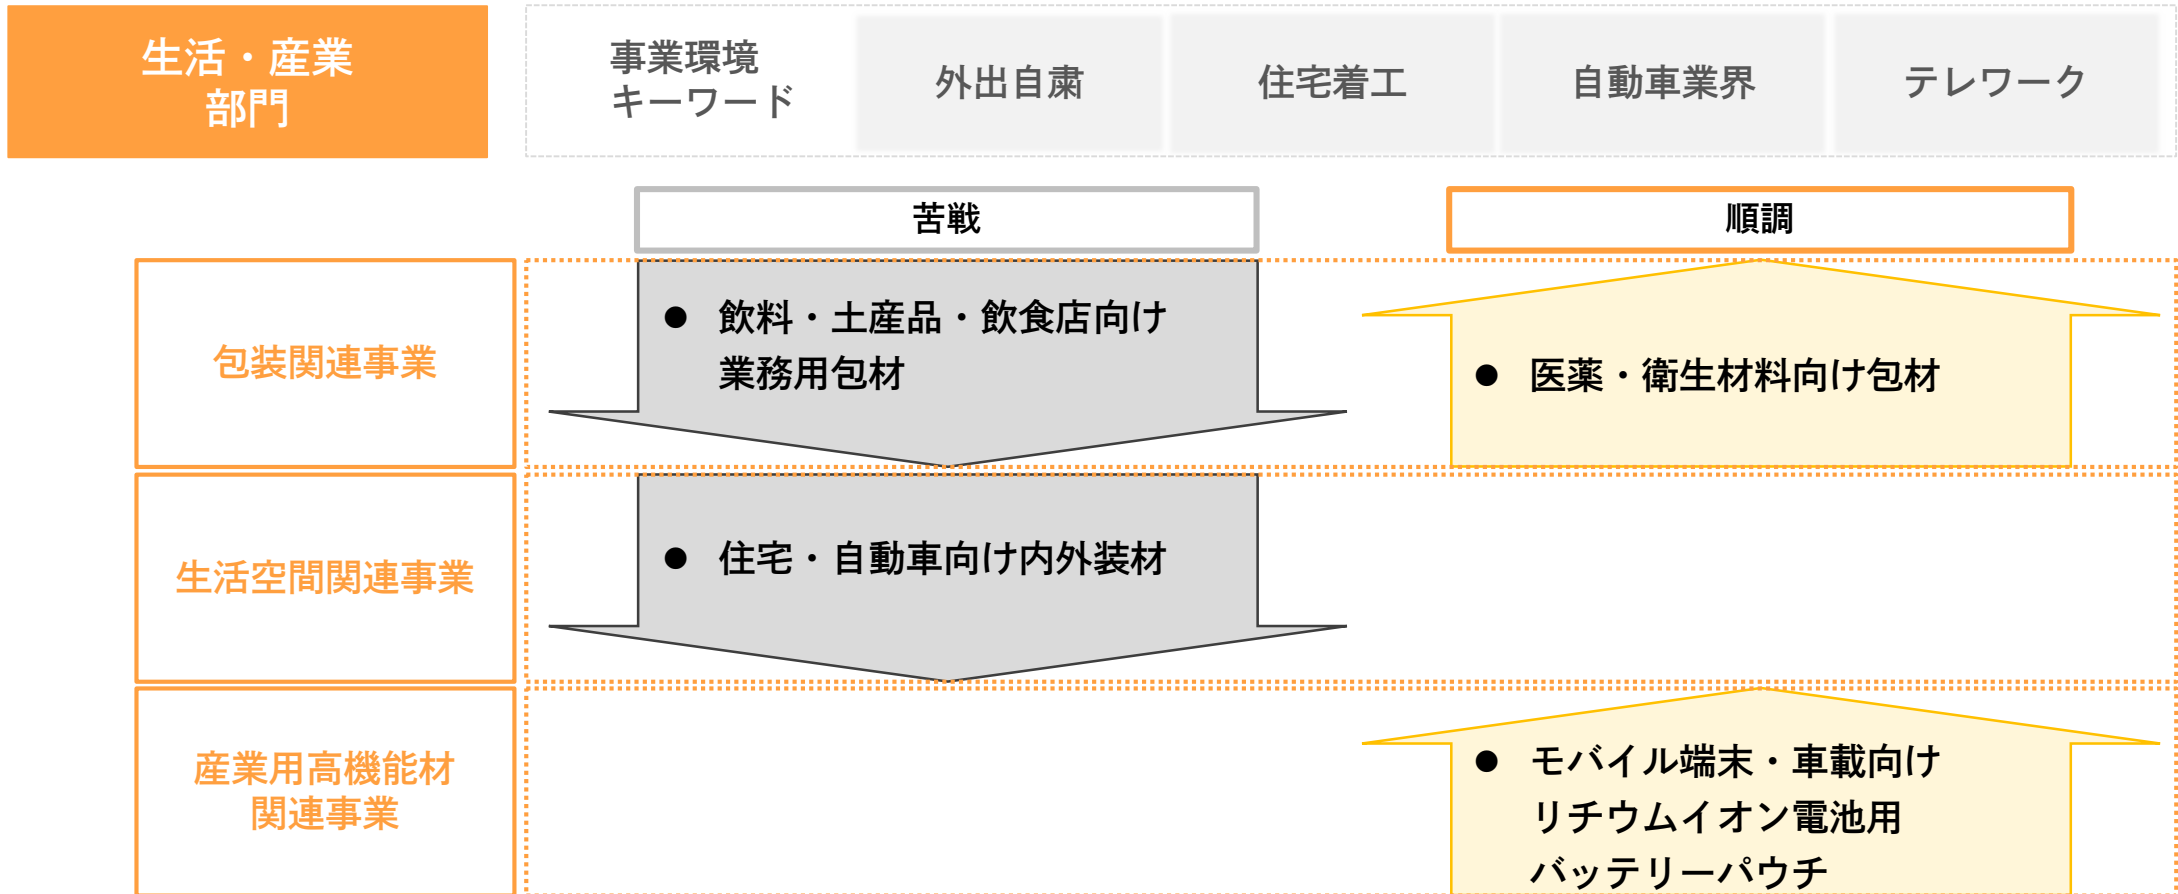 生活・産業
部門
事業環境
キーワード
外出自粛
住宅着工
自動車業界
テレワーク
苦戦
順調
包装関連事業
● 飲料・土産品・飲食店向け
業務用包材
● 医薬・衛生材料向け包材
生活空間関連事業
● 住宅・自動車向け内外装材
産業用高機能材
関連事業
● モバイル端末・車載向け
リチウムイオン電池用
バッテリーパウチ